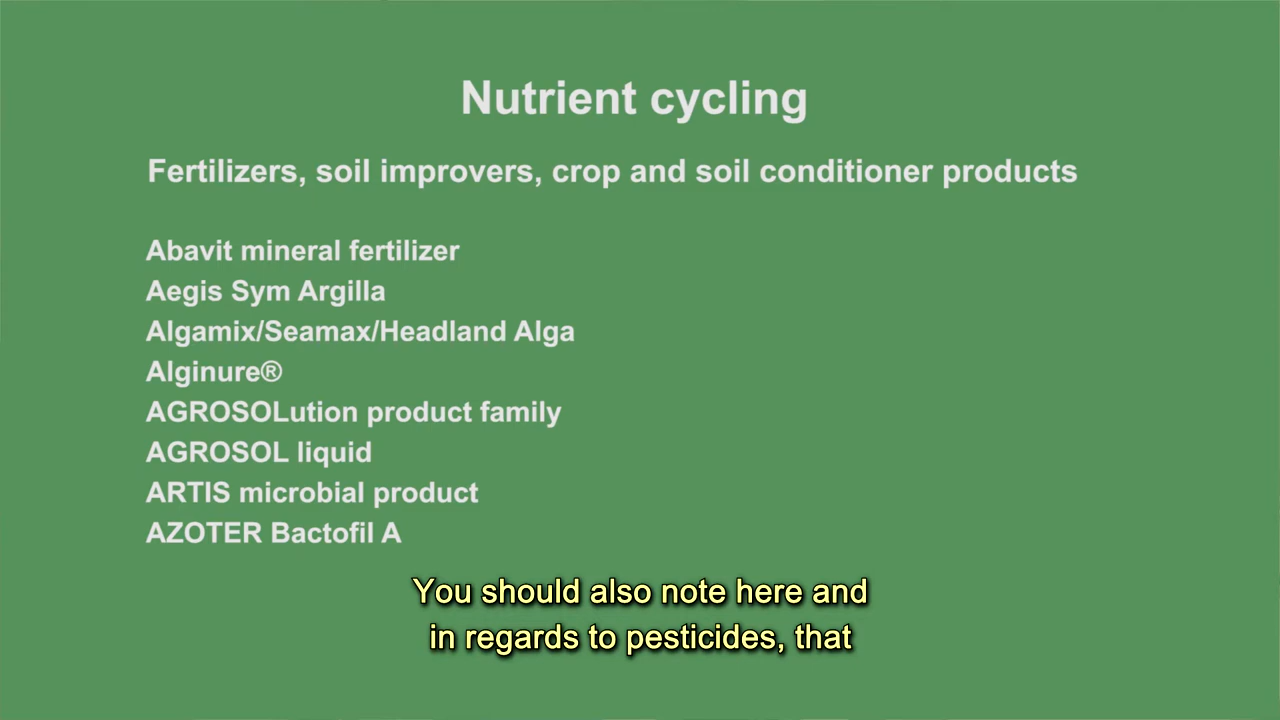 Nutrient cycling
Fertilizers, soil improvers, crop and soil conditioner products
Abavit mineral fertilizer
Aegis Sym Argilla
Algamix/Seamax/Headland Alga
Alginure®
AGROSOLution product family
AGROSOL liquid
ARTIS microbial product
AZOTER Bactofil A
You should also note here and
in regards to pesticides, that